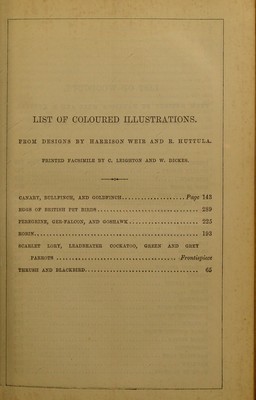 LIST OF COLOURED ILLUSTRATIONS.
FROM DESIGNS BY HARRISON WEIR AND R. HUTTULA.
PRINTED FACSIMILE BY C. LEIGHTON AND W. DICKES.
CANARY, BULLFINCH, AND GOLDFINCH.....................Page 143
EGGS OF BRITISH PET BIRDS.................................. 289
PEREGRINE, GER-FALCON, AND GOSHAWK....................... 225
ROBIN....................................................... 193
SCARLET LORY, LEADBEATER COCKATOO, GREEN AND GREY
PARROTS ........................................Frontispiece
THRUSH AND BLACKBIRD...................................... 65